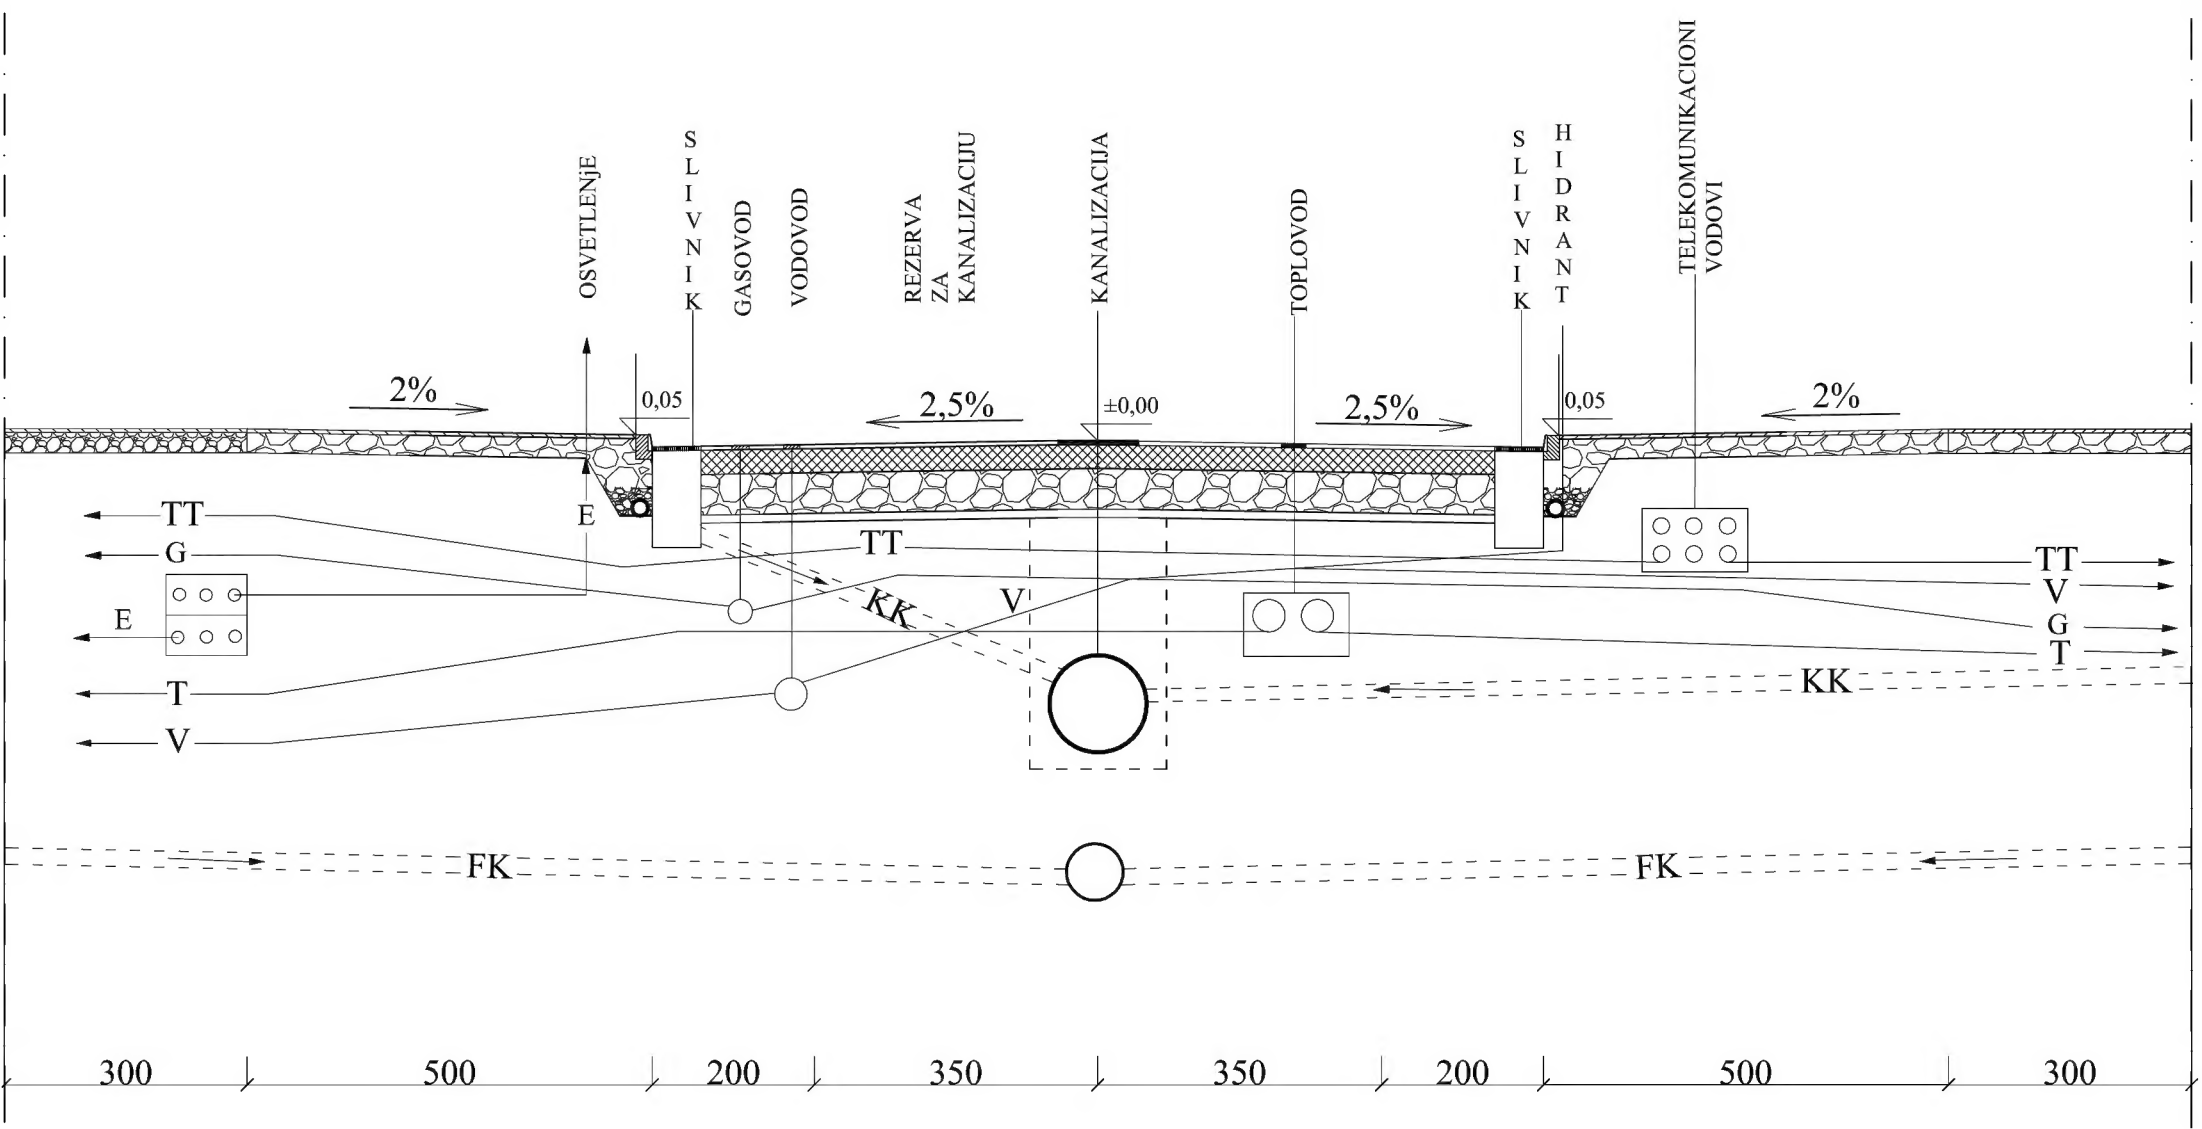 OSVETLENjE
SLIVNIK
GASOVOD
VODOVOD
REZERVA
ZA
KANALIZACIJU
KANALIZACIJA
TOPLOVOD
SLIVNIK
HIDRANT
TELEKOMUNIKACIONI
VODOVI
2%
0,05
2,5%
±0,00
2,5%
0,05
2%
TT
E
TT
TT
G
V
E
KK
V
G
T
T
KK
V
FK
FK
300
500
200
350
350
200
500
300